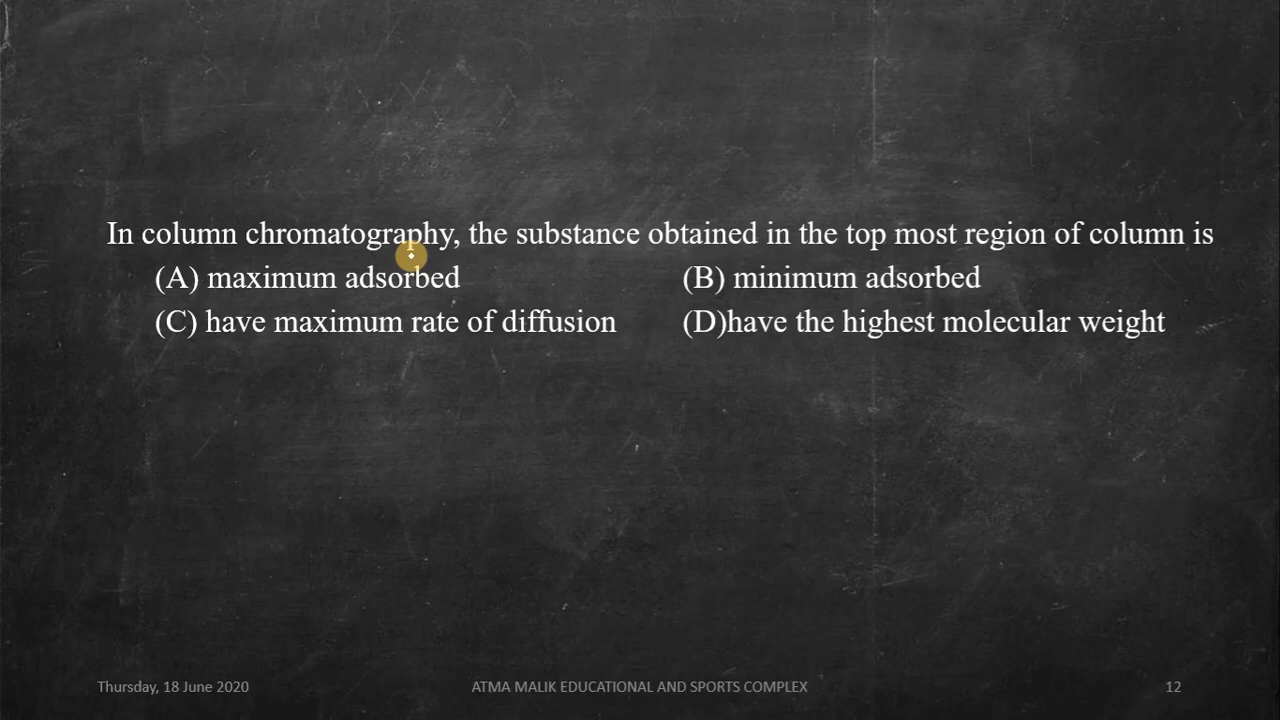 In column chromatography, the substance obtained in the top most region of column is
(A) maximum adsorbed (B) minimum adsorbed
(C) have maximum rate of diffusion (D)have the highest molecular weight
Thursday, 18 June 2020 ATMA MALIK EDUCATIONAL AND SPORTS COMPLEX 12